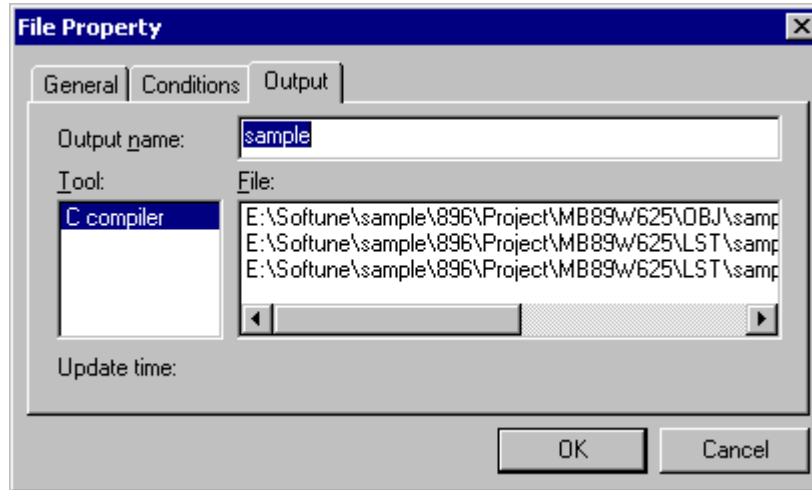 File Property
General Conditions Output
Output name: sample
Tool: File:
C compiler
E:\Softune\sample\896\Project\MB89W625\OBJ\samp
E:\Softune\sample\896\Project\MB89W625\LST\samp
E:\Softune\sample\896\Project\MB89W625\LST\samp
Update time:
OK Cancel